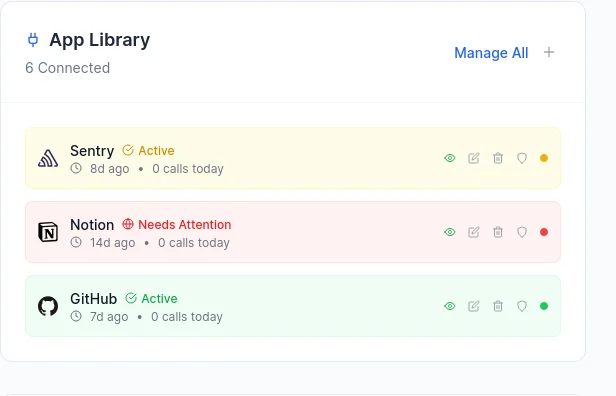 App Library
6 Connected
Manage All
Sentry Active
8d ago • 0 calls today
Notion Needs Attention
14d ago • 0 calls today
GitHub Active
7d ago • 0 calls today